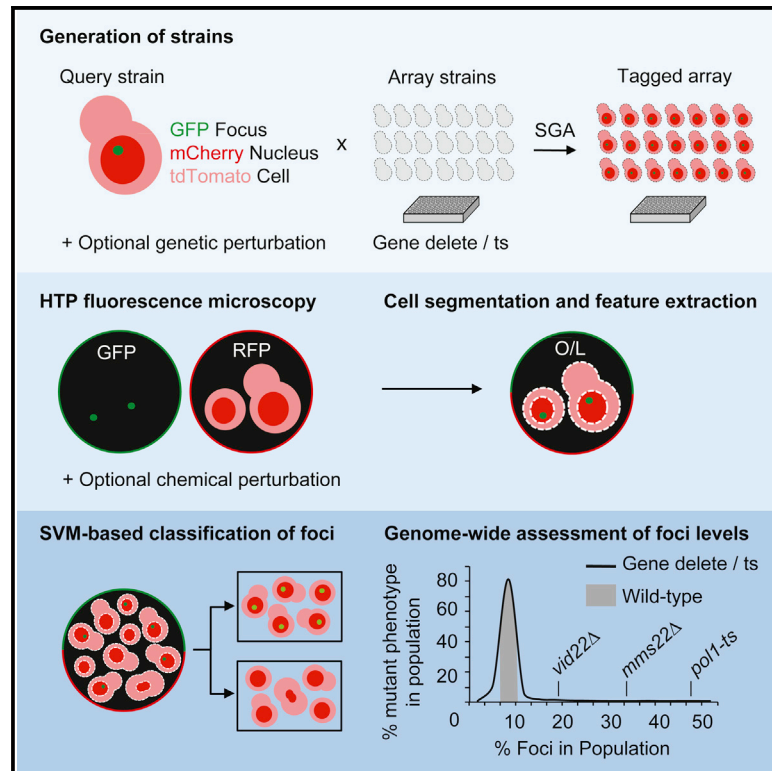 Generation of strains
Query strain
Array strains
Tagged array
GFP Focus
mCherry Nucleus
tdTomato Cell
x
SGA
+ Optional genetic perturbation
Gene delete / ts
HTP fluorescence microscopy
Cell segmentation and feature extraction
GFP
RFP
O/L
+ Optional chemical perturbation
SVM-based classification of foci
Genome-wide assessment of foci levels
% mutant phenotype
in population
80
60
40
20
0
10
20
30
40
50
Gene delete / ts
Wild-type
vid22Δ
mms22Δ
pol1-ts
% Foci in Population